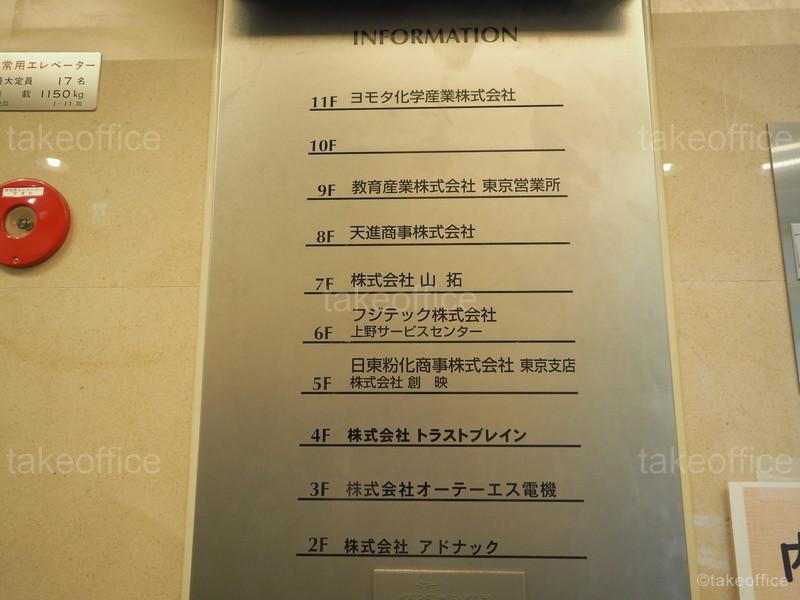 INFORMATION
常用エレベーター
最大定員 17名
載 1150kg
1-11階
11F ヨモタ化学産業株式会社
10F
9F 教育産業株式会社 東京営業所
8F 天進商事株式会社
7F 株式会社 山 拓
フジテック株式会社
6F 上野サービスセンター
日東粉化商事株式会社 東京支店
5F 株式会社 創 映
4F 株式会社 トラストブレイン
3F 株式会社オーテーエス電機
2F 株式会社 アドナック
内
takeoffice
takeoffice
takeoffice
takeoffice
takeoffice
©takeoffice